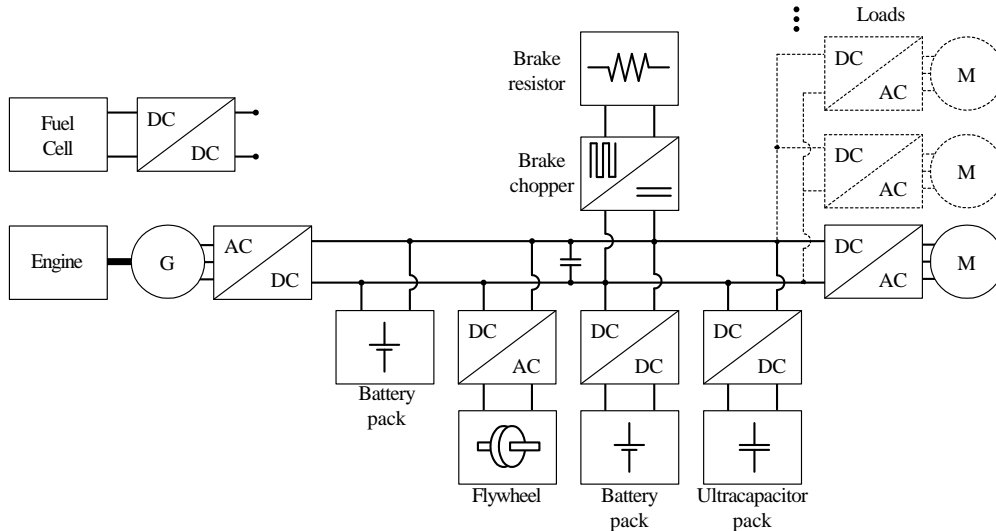 Loads
Brake
resistor
DC
AC
M
Fuel
Cell
DC
DC
Brake
chopper
DC
AC
M
Engine
G
AC
DC
DC
AC
M
Battery
pack
DC
AC
DC
DC
DC
DC
Flywheel
Battery
pack
Ultracapacitor
pack